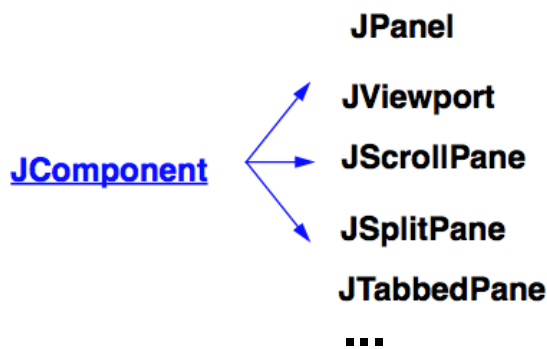 JPanel
JViewport
JComponent
JScrollPane
JSplitPane
JTabbedPane
...